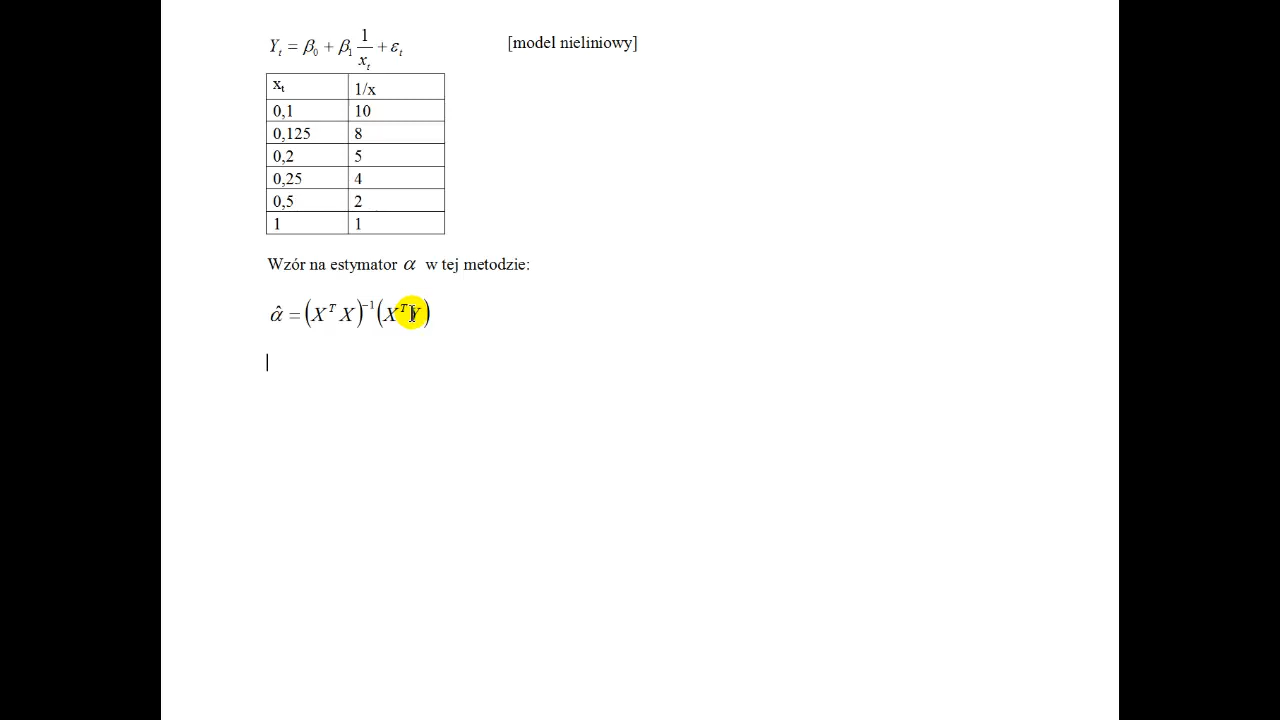 Y_t = β_0 + β_1 1/x_t + ε_t [model nieliniowy]
x_t 1/x
0,1 10
0,125 8
0,2 5
0,25 4
0,5 2
1 1
Wzór na estymator α w tej metodzie:
α̂ = (X^T X)^{-1} (X^T Y)